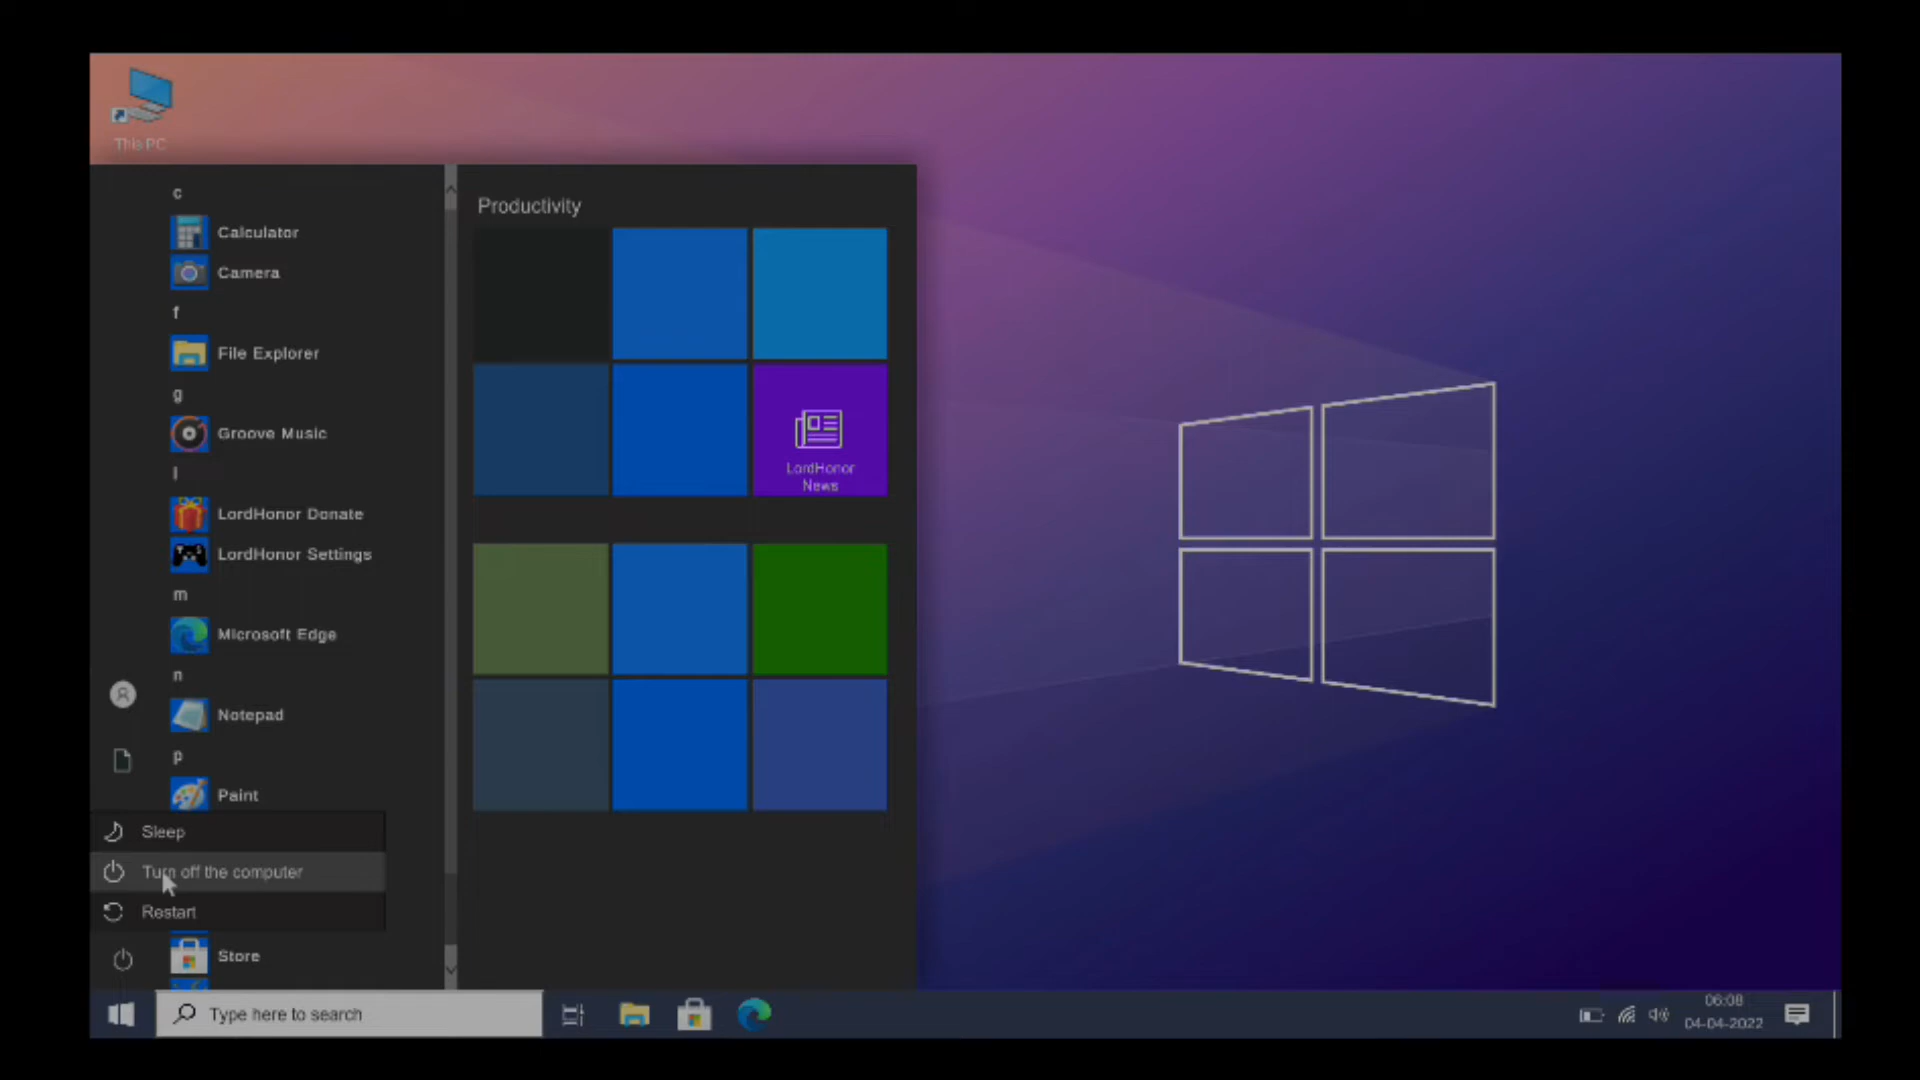 This PC
c
Calculator
Camera
f
File Explorer
g
Groove Music
l
LordHonor Donate
LordHonor Settings
m
Microsoft Edge
n
Notepad
p
Paint
Sleep
Turn off the computer
Restart
Store
Productivity
LordHonor
News
Type here to search
06:08
04-04-2022